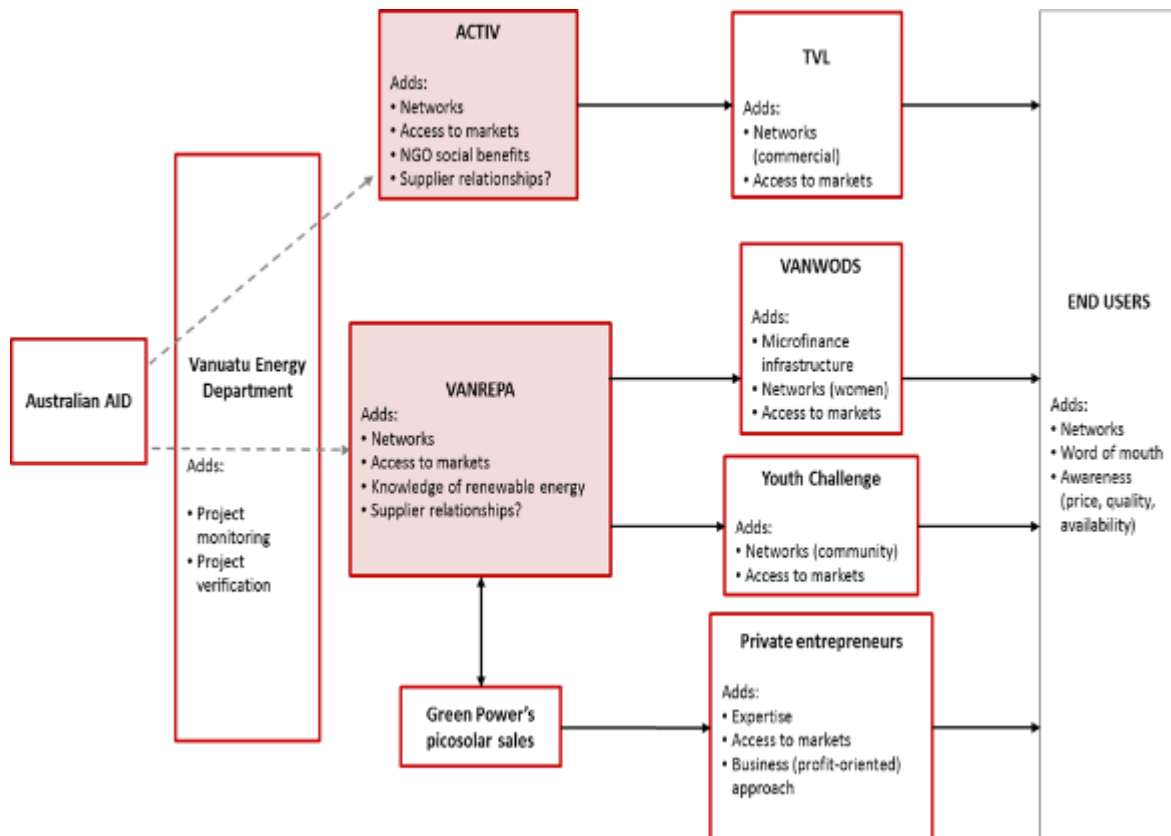 ACTIV
Adds:
• Networks
• Access to markets
• NGO social benefits
• Supplier relationships?
TVL
Adds:
• Networks
(commercial)
• Access to markets
Australian AID
Vanuatu Energy
Department
Adds:
• Project
monitoring
• Project
verification
VANREPA
Adds:
• Networks
• Access to markets
• Knowledge of renewable energy
• Supplier relationships?
VANWODS
Adds:
• Microfinance
infrastructure
• Networks (women)
• Access to markets
Youth Challenge
Adds:
• Networks (community)
• Access to markets
Green Power's
picosolar sales
Private entrepreneurs
Adds:
• Expertise
• Access to markets
• Business (profit-oriented)
approach
END USERS
Adds:
• Networks
• Word of mouth
• Awareness
(price, quality,
availability)